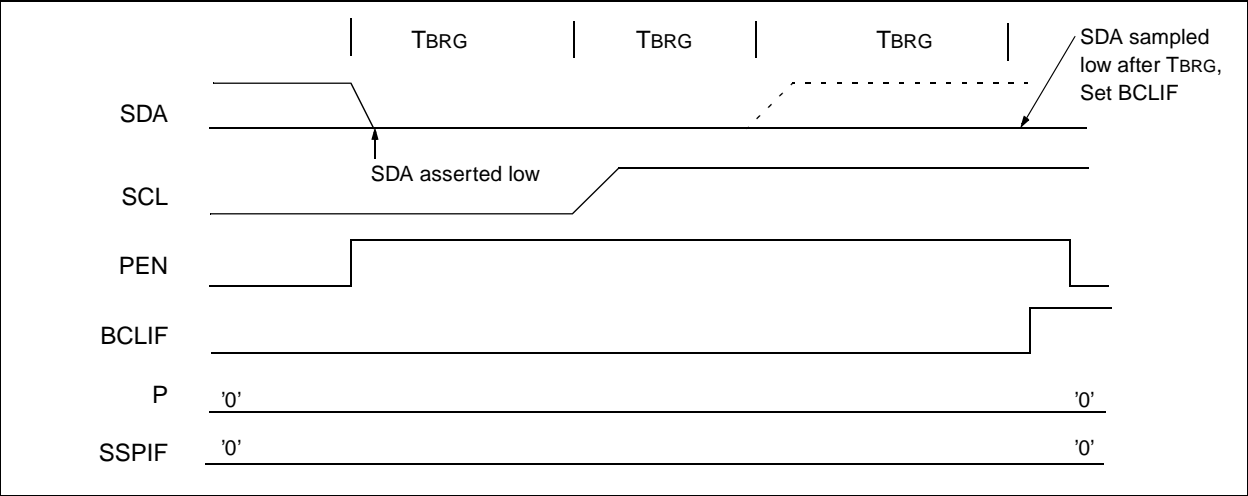 TBRG TBRG TBRG
SDA sampled
low after TBRG,
Set BCLIF
SDA
SDA asserted low
SCL
PEN
BCLIF
P '0' '0'
SSPIF '0' '0'